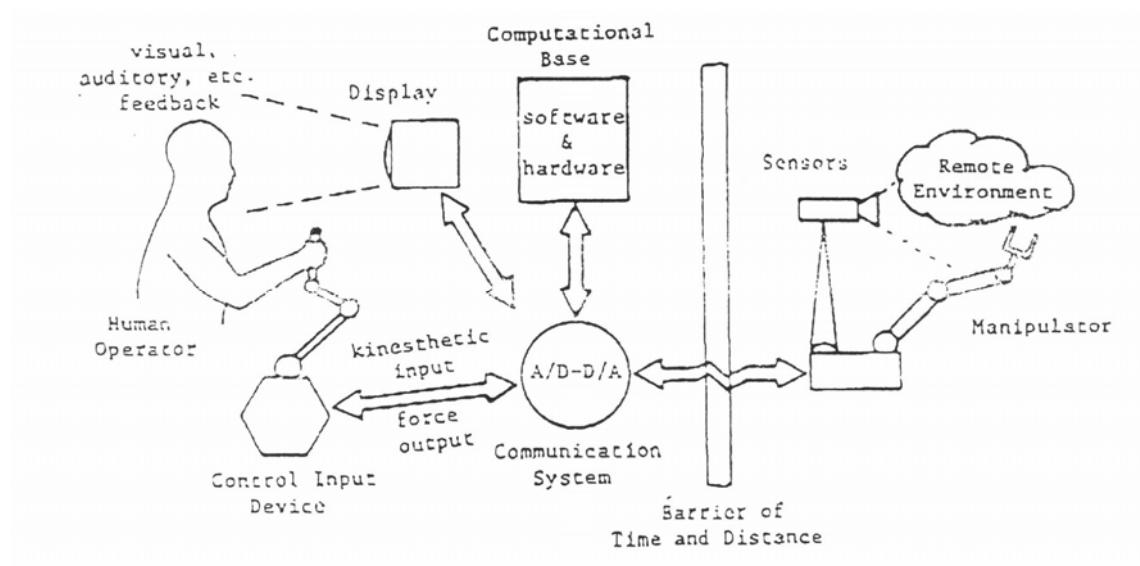 visual,
auditory, etc.
feedback
Display
Computational
Base
software
&
hardware
Sensors
Remote
Environment
Human
Operator
kinesthetic
input
force
output
A/D-D/A
Manipulator
Control Input
Device
Communication
System
Barrier of
Time and Distance